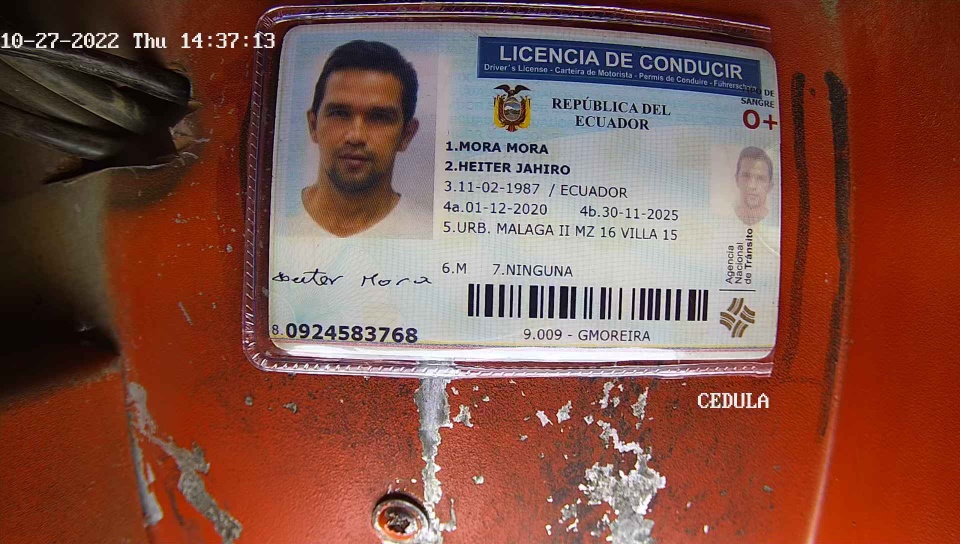 10-27-2022 Thu 14:37:13
LICENCIA DE CONDUCIR
Driver's License - Carteira de Motorista - Permis de Conduire - Führerschein
DE
SANGRE
O+
REPÚBLICA DEL
ECUADOR
1.MORA MORA
2.HEITER JAHIRO
3.11-02-1987 / ECUADOR
4a.01-12-2020 4b.30-11-2025
5.URB. MALAGA II MZ 16 VILLA 15
6.M 7.NINGUNA
Agencia
Nacional
de Tránsito
Mora
8.0924583768
9.009 - GMOREIRA
CEDULA